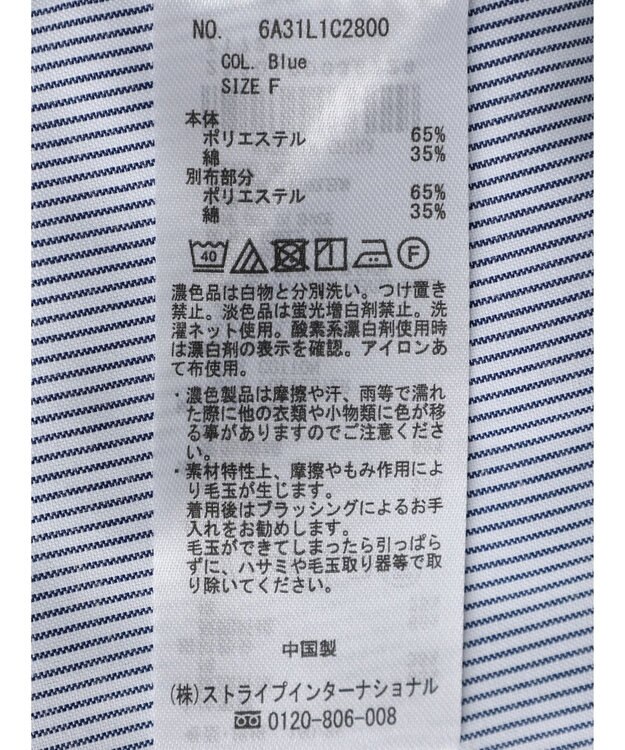 NO. 6A31L1C2800
COL. Blue
SIZE F
本体
ポリエステル 65%
綿 35%
別布部分
ポリエステル 65%
綿 35%
40 F
濃色品は白物と分別洗い。つけ置き
禁止。淡色品は蛍光増白剤禁止。洗
濯ネット使用。酸素系漂白剤使用時
は漂白剤の表示を確認。アイロンあ
て布使用。
・濃色製品は摩擦や汗、雨等で濡れ
た際に他の衣類や小物類に色が移
る事がありますのでご注意くださ
い。
・素材特性上、摩擦やもみ作用によ
り毛玉が生じます。
着用後はブラッシングによるお手
入れをお勧めします。
毛玉ができてしまったら引っぱら
ずに、ハサミや毛玉取り器等で取
り除いてください。
中国製
(株)ストライプインターナショナル
0120-806-008